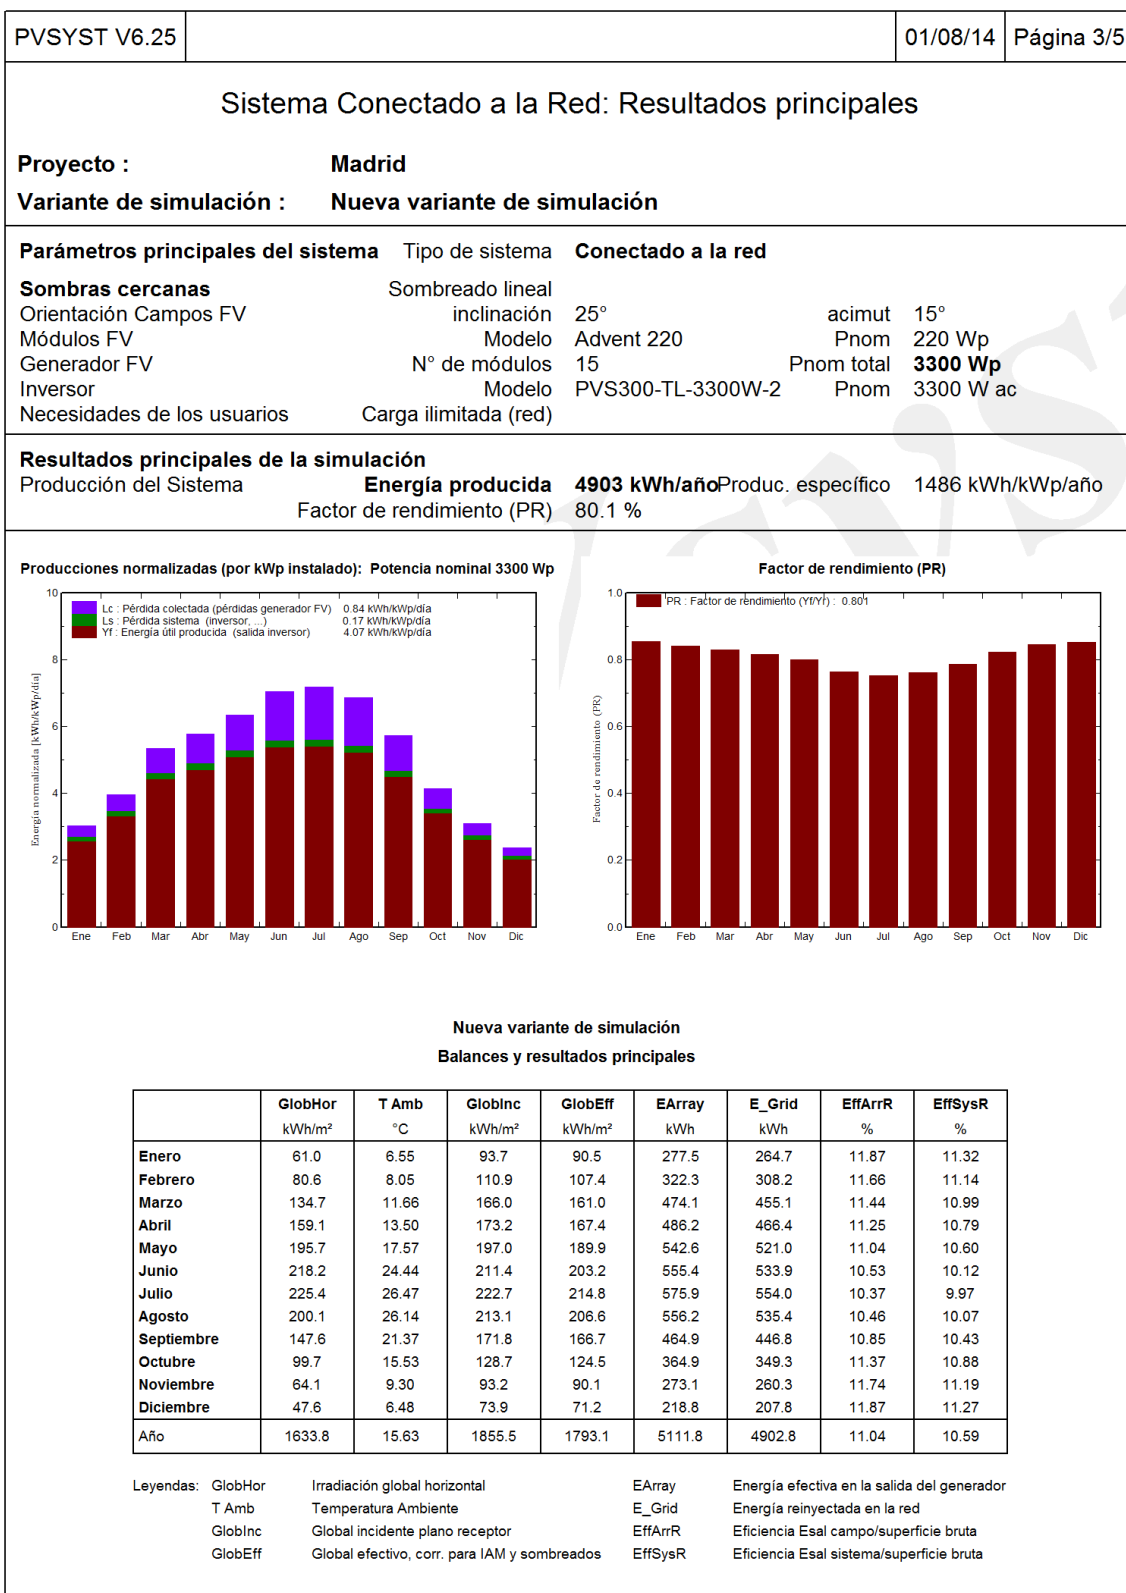 PVSYST V6.25 01/08/14 Página 3/5
Sistema Conectado a la Red: Resultados principales
Proyecto : Madrid
Variante de simulación : Nueva variante de simulación
Parámetros principales del sistema Tipo de sistema Conectado a la red
Sombras cercanas Sombreado lineal
Orientación Campos FV inclinación 25° acimut 15°
Módulos FV Modelo Advent 220 Pnom 220 Wp
Generador FV N° de módulos 15 Pnom total 3300 Wp
Inversor Modelo PVS300-TL-3300W-2 Pnom 3300 W ac
Necesidades de los usuarios Carga ilimitada (red)
Resultados principales de la simulación
Producción del Sistema Energía producida 4903 kWh/año Produc. específico 1486 kWh/kWp/año
Factor de rendimiento (PR) 80.1 %
Producciones normalizadas (por kWp instalado): Potencia nominal 3300 Wp
Lc : Pérdida colectada (pérdidas generador FV) 0.84 kWh/kWp/día
Ls : Pérdida sistema (inversor, ...) 0.17 kWh/kWp/día
Yf : Energía útil producida (salida inversor) 4.07 kWh/kWp/día
10
8
6
4
2
0
Energía normalizada [kWh/kWp/día]
Ene Feb Mar Abr May Jun Jul Ago Sep Oct Nov Dic
Factor de rendimiento (PR)
PR : Factor de rendimiento (Yf/Yr) : 0.801
1.0
0.8
0.6
0.4
0.2
0.0
Factor de rendimiento (PR)
Ene Feb Mar Abr May Jun Jul Ago Sep Oct Nov Dic
Nueva variante de simulación
Balances y resultados principales
GlobHor T Amb GlobInc GlobEff EArray E_Grid EffArrR EffSysR
kWh/m² °C kWh/m² kWh/m² kWh kWh % %
Enero 61.0 6.55 93.7 90.5 277.5 264.7 11.87 11.32
Febrero 80.6 8.05 110.9 107.4 322.3 308.2 11.66 11.14
Marzo 134.7 11.66 166.0 161.0 474.1 455.1 11.44 10.99
Abril 159.1 13.50 173.2 167.4 486.2 466.4 11.25 10.79
Mayo 195.7 17.57 197.0 189.9 542.6 521.0 11.04 10.60
Junio 218.2 24.44 211.4 203.2 555.4 533.9 10.53 10.12
Julio 225.4 26.47 222.7 214.8 575.9 554.0 10.37 9.97
Agosto 200.1 26.14 213.1 206.6 556.2 535.4 10.46 10.07
Septiembre 147.6 21.37 171.8 166.7 464.9 446.8 10.85 10.43
Octubre 99.7 15.53 128.7 124.5 364.9 349.3 11.37 10.88
Noviembre 64.1 9.30 93.2 90.1 273.1 260.3 11.74 11.19
Diciembre 47.6 6.48 73.9 71.2 218.8 207.8 11.87 11.27
Año 1633.8 15.63 1855.5 1793.1 5111.8 4902.8 11.04 10.59
Leyendas: GlobHor Irradiación global horizontal EArray Energía efectiva en la salida del generador
T Amb Temperatura Ambiente E_Grid Energía reinyectada en la red
GlobInc Global incidente plano receptor EffArrR Eficiencia Esal campo/superficie bruta
GlobEff Global efectivo, corr. para IAM y sombreados EffSysR Eficiencia Esal sistema/superficie bruta